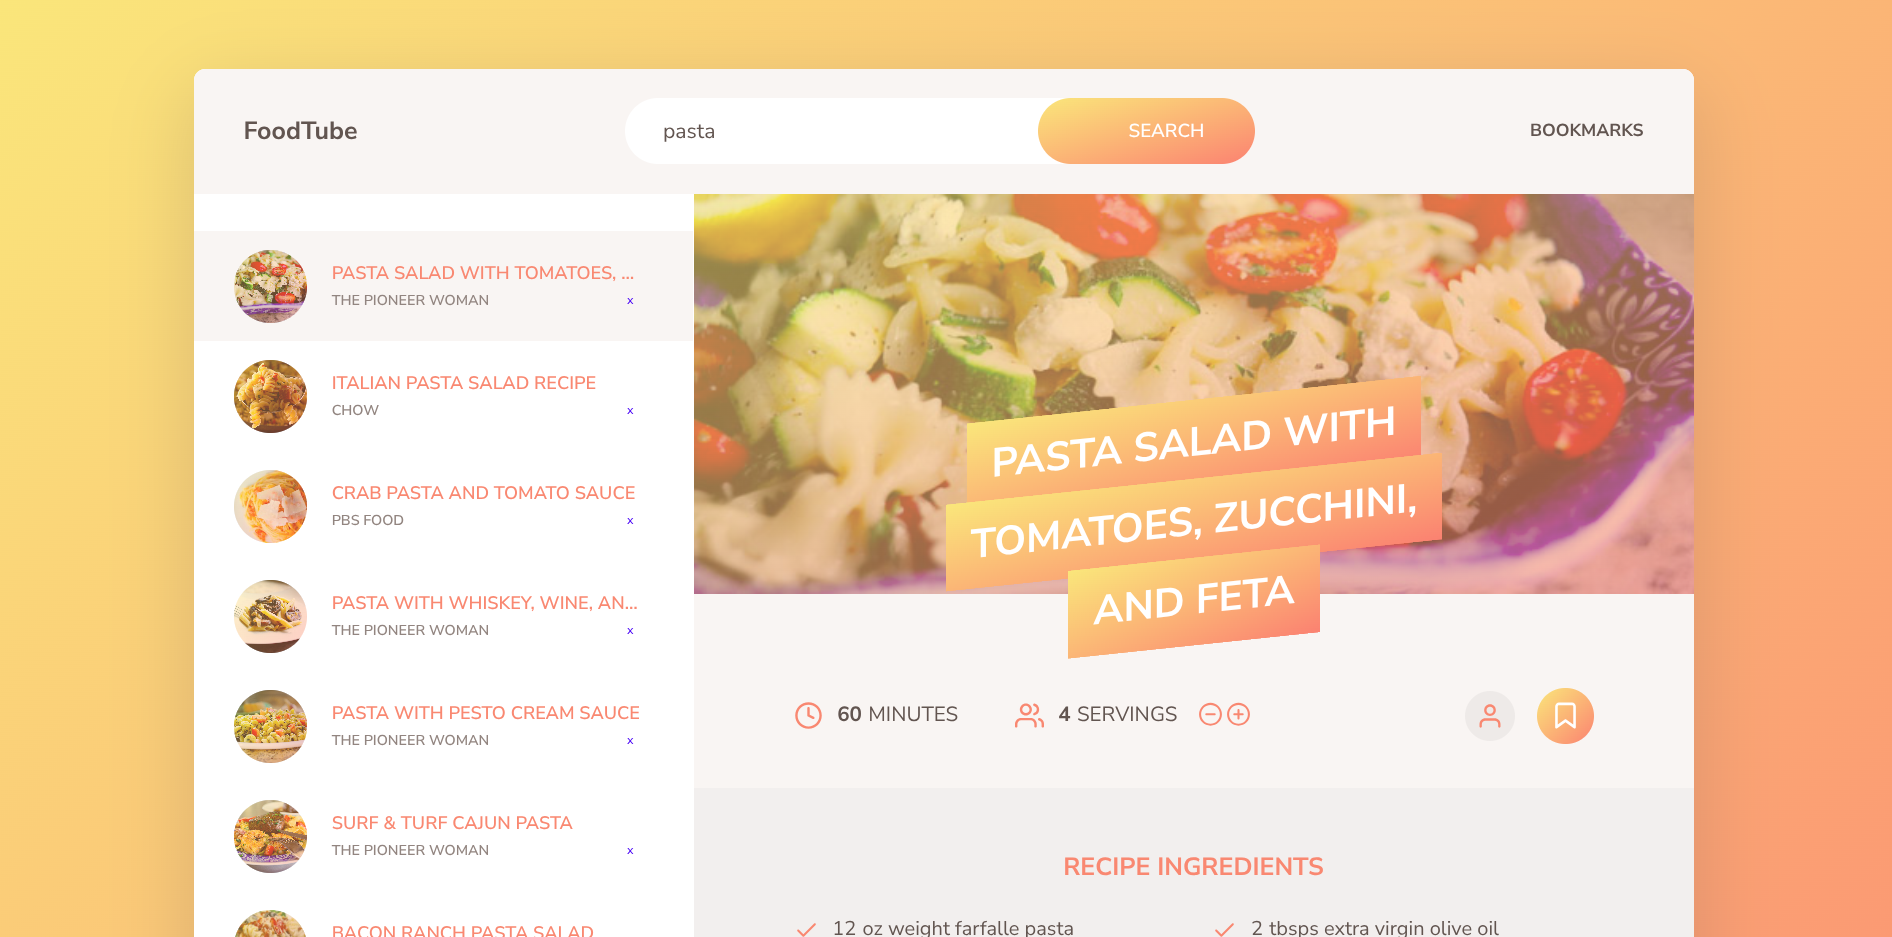 FoodTube
pasta
SEARCH
BOOKMARKS
PASTA SALAD WITH TOMATOES, ...
THE PIONEER WOMAN
x
ITALIAN PASTA SALAD RECIPE
CHOW
x
CRAB PASTA AND TOMATO SAUCE
PBS FOOD
x
PASTA WITH WHISKEY, WINE, AN...
THE PIONEER WOMAN
x
PASTA WITH PESTO CREAM SAUCE
THE PIONEER WOMAN
x
SURF & TURF CAJUN PASTA
THE PIONEER WOMAN
x
BACON RANCH PASTA SALAD
PASTA SALAD WITH
TOMATOES, ZUCCHINI,
AND FETA
60 MINUTES
4 SERVINGS
RECIPE INGREDIENTS
12 oz weight farfalle pasta
2 tbsps extra virgin olive oil